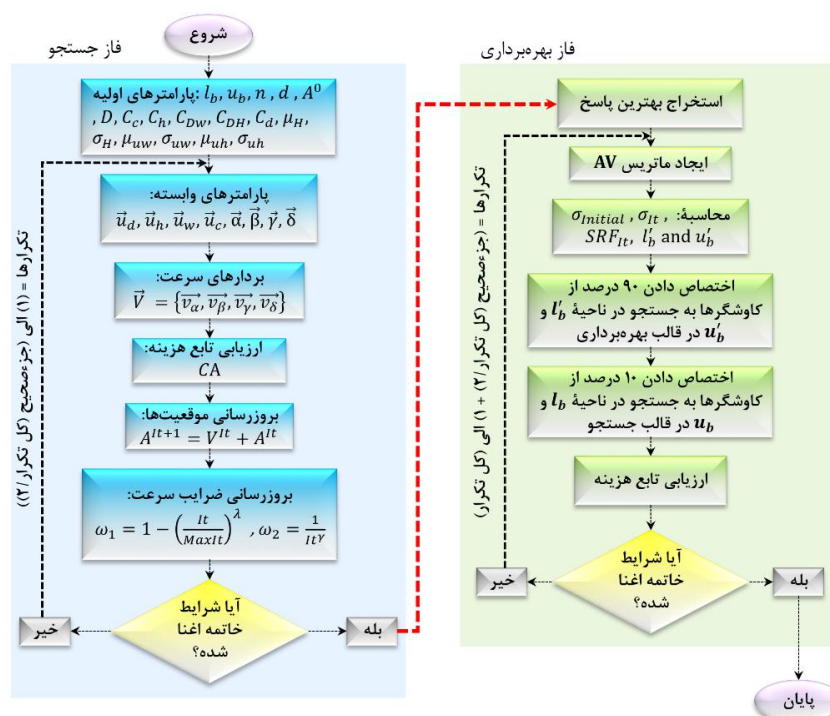 فاز جستجو
شروع
پارامترهای اولیه: $l_b, u_b, n, d, A^0$
$, D, C_c, C_h, C_{Dw}, C_{DH}, C_d, \mu_H,$
$\sigma_H, \mu_{uw}, \sigma_{uw}, \mu_{uh}, \sigma_{uh}$
پارامترهای وابسته:
$\vec{u}_d, \vec{u}_h, \vec{u}_w, \vec{u}_c, \vec{\alpha}, \vec{\beta}, \vec{\gamma}, \vec{\delta}$
بردارهای سرعت:
$\vec{V} = \{\vec{v_\alpha}, \vec{v_\beta}, \vec{v_\gamma}, \vec{v_\delta}\}$
ارزیابی تابع هزینه:
$CA$
بروزرسانی موقعیت‌ها:
$A^{It+1} = V^{It} + A^{It}$
بروزرسانی ضرایب سرعت:
$\omega_1 = 1 - \left(\frac{It}{MaxIt}\right)^\lambda, \omega_2 = \frac{1}{It^\gamma}$
آیا شرایط
خاتمه اغنا
شده؟
خیر
بله
تکرارها = (۱) الی (جزءصحیح (کل تکرار/۲))
فاز بهره‌برداری
استخراج بهترین پاسخ
ایجاد ماتریس AV
محاسبۀ: $\sigma_{Initial}, \sigma_{It},$
$SRF_{It}, l'_b$ and $u'_b$
اختصاص دادن ۹۰ درصد از
کاوشگرها به جستجو در ناحیۀ $l'_b$ و
$u'_b$ در قالب بهره‌برداری
اختصاص دادن ۱۰ درصد از
کاوشگرها به جستجو در ناحیۀ $l_b$ و
$u_b$ در قالب جستجو
ارزیابی تابع هزینه
آیا شرایط
خاتمه اغنا
شده؟
خیر
بله
تکرارها = (جزءصحیح (کل تکرار/۲) + ۱) الی (کل تکرار)
پایان